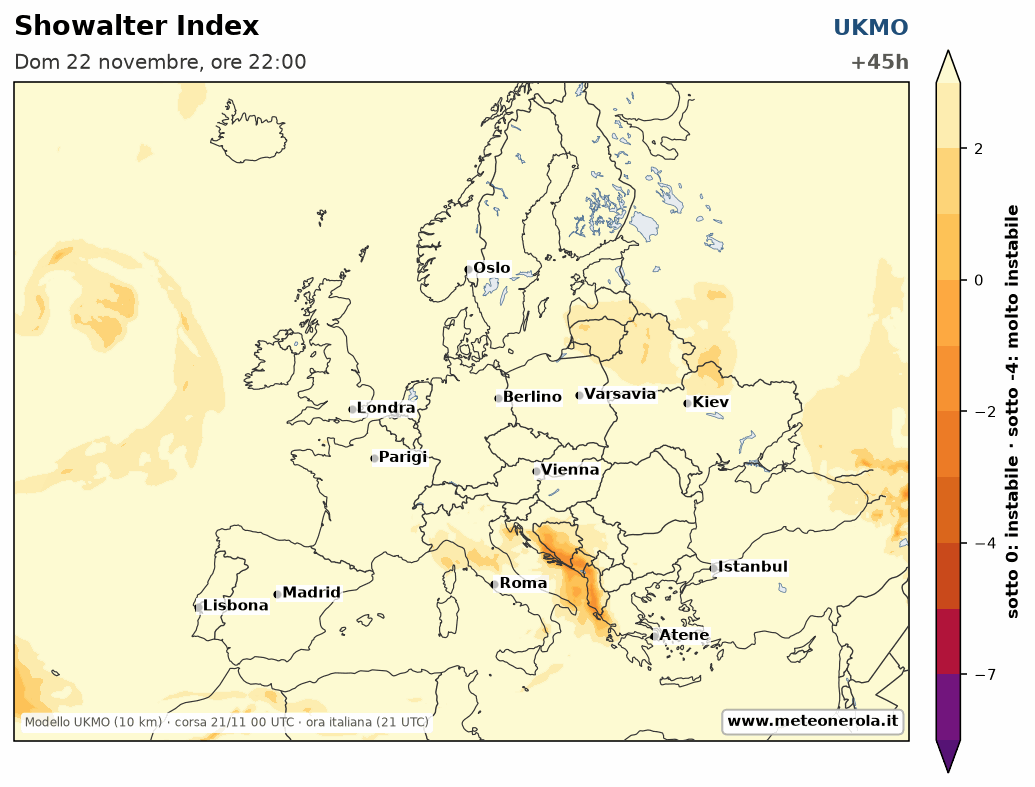 Showalter Index
UKMO
Dom 22 novembre, ore 22:00
+45h
Oslo
Berlino
Varsavia
Kiev
Londra
Parigi
Vienna
Istanbul
Roma
Madrid
Lisbona
Atene
Modello UKMO (10 km) · corsa 21/11 00 UTC · ora italiana (21 UTC)
www.meteonerola.it
2
0
−2
−4
−7
sotto 0: instabile · sotto -4: molto instabile